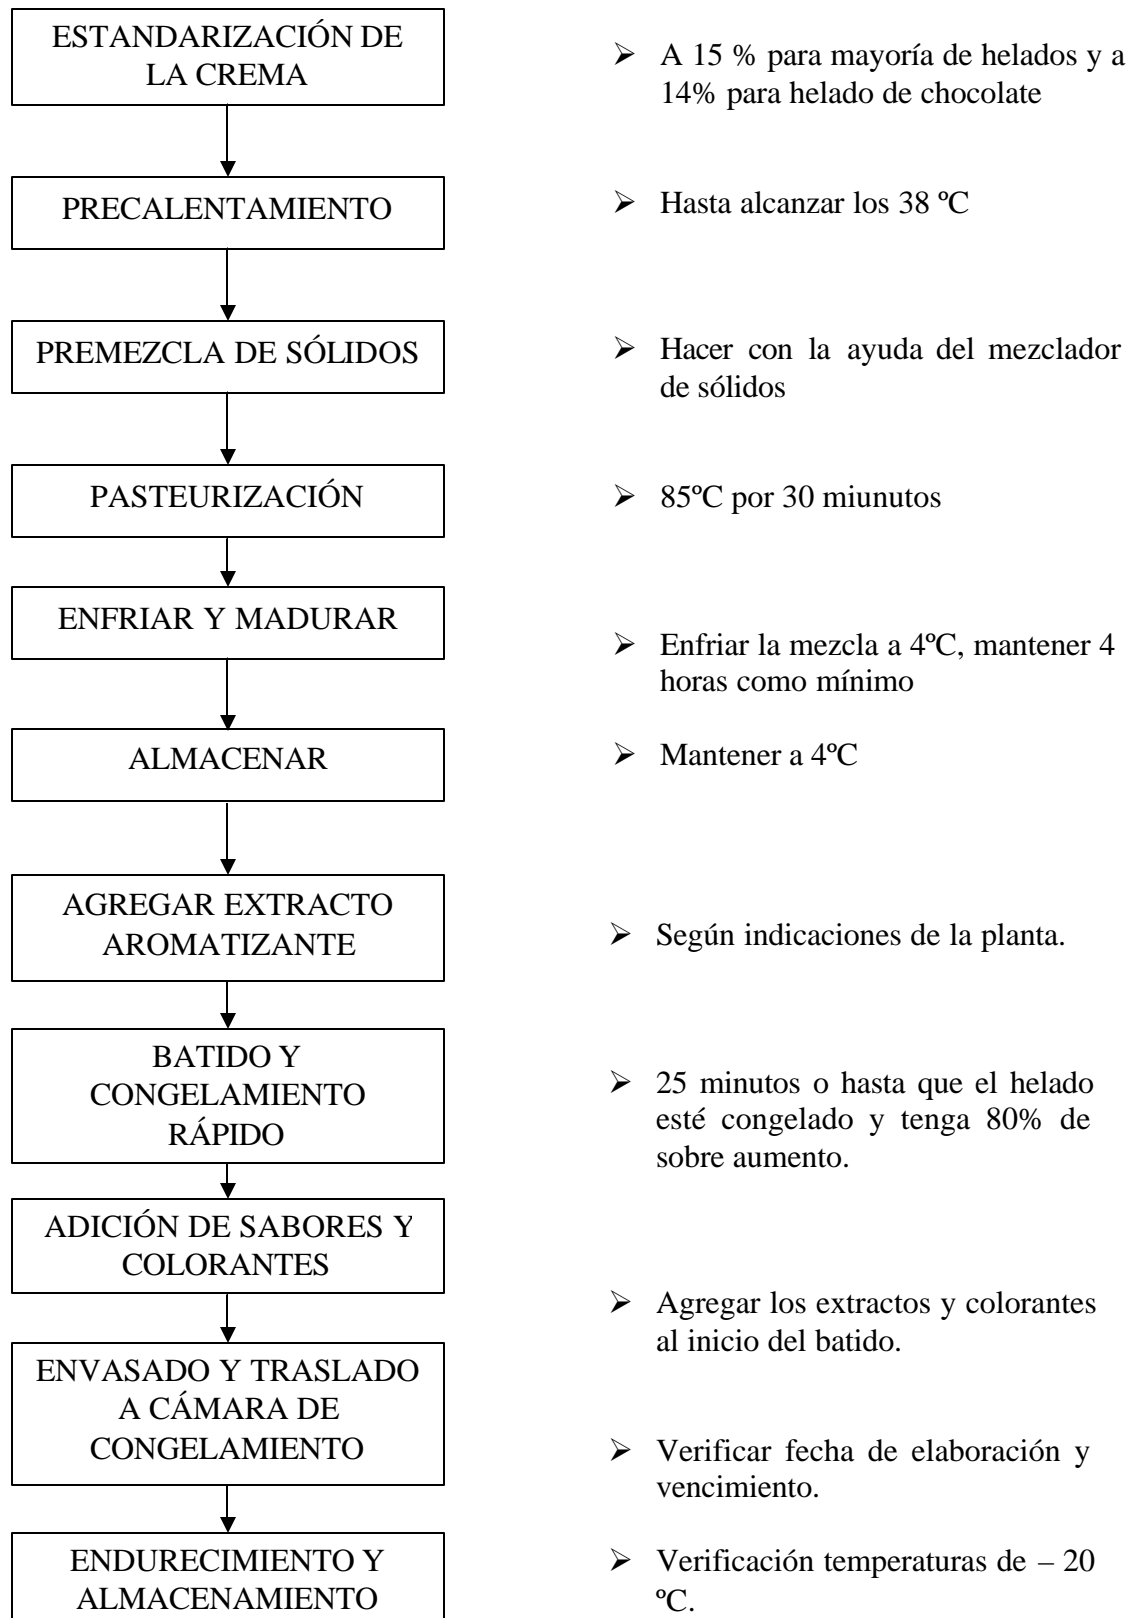 ESTANDARIZACIÓN DE
LA CREMA
➢ A 15 % para mayoría de helados y a
14% para helado de chocolate
PRECALENTAMIENTO
➢ Hasta alcanzar los 38 ºC
PREMEZCLA DE SÓLIDOS
➢ Hacer con la ayuda del mezclador
de sólidos
PASTEURIZACIÓN
➢ 85ºC por 30 miunutos
ENFRIAR Y MADURAR
➢ Enfriar la mezcla a 4ºC, mantener 4
horas como mínimo
ALMACENAR
➢ Mantener a 4ºC
AGREGAR EXTRACTO
AROMATIZANTE
➢ Según indicaciones de la planta.
BATIDO Y
CONGELAMIENTO
RÁPIDO
➢ 25 minutos o hasta que el helado
esté congelado y tenga 80% de
sobre aumento.
ADICIÓN DE SABORES Y
COLORANTES
➢ Agregar los extractos y colorantes
al inicio del batido.
ENVASADO Y TRASLADO
A CÁMARA DE
CONGELAMIENTO
➢ Verificar fecha de elaboración y
vencimiento.
ENDURECIMIENTO Y
ALMACENAMIENTO
➢ Verificación temperaturas de – 20
ºC.